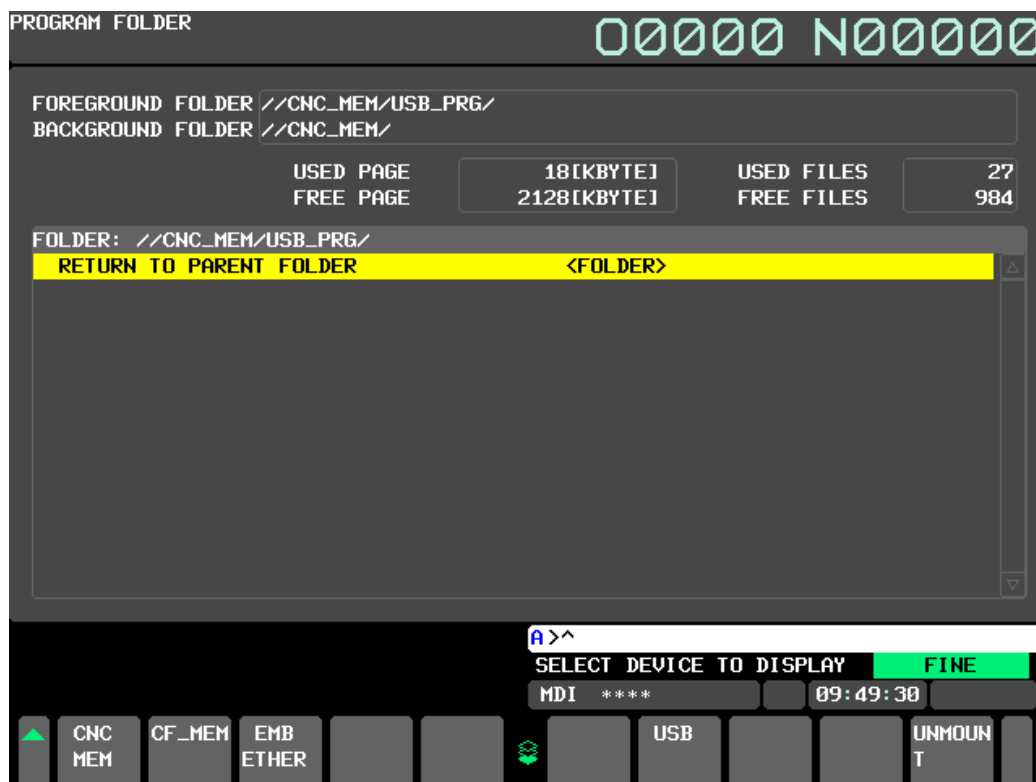 PROGRAM FOLDER
O0000 N00000
FOREGROUND FOLDER //CNC_MEM/USB_PRG/
BACKGROUND FOLDER //CNC_MEM/
USED PAGE 18[KBYTE] USED FILES 27
FREE PAGE 2128[KBYTE] FREE FILES 984
FOLDER: //CNC_MEM/USB_PRG/
RETURN TO PARENT FOLDER <FOLDER>
A>^
SELECT DEVICE TO DISPLAY FINE
MDI **** 09:49:30
CNC MEM
CF_MEM
EMB ETHER
USB
UNMOUN
T